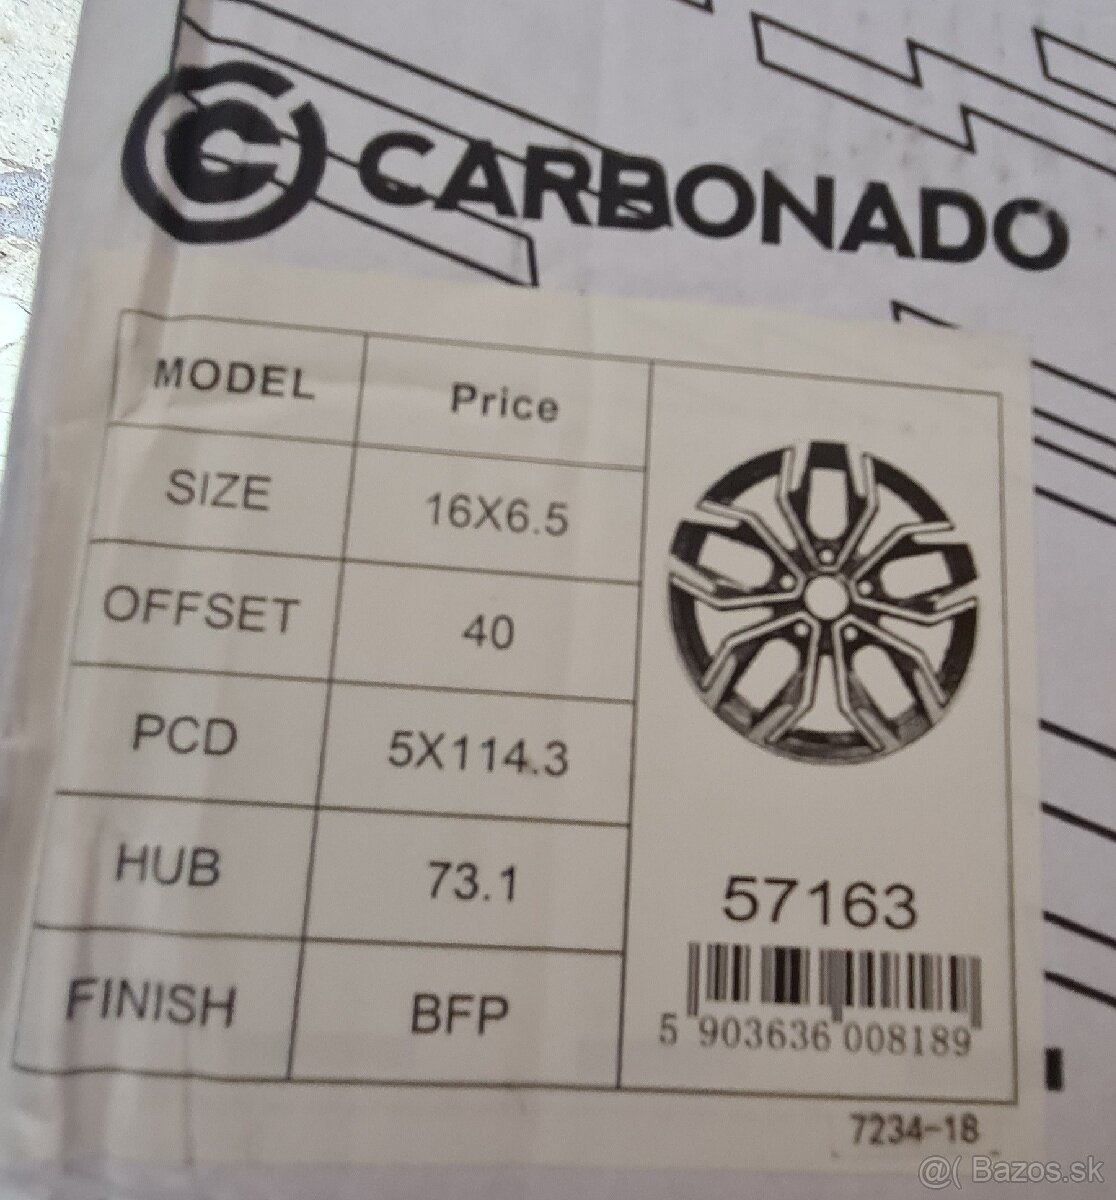 CARBONADO
MODEL Price
SIZE 16X6.5
OFFSET 40
PCD 5X114.3
HUB 73.1
FINISH BFP
57163
5 903636 008189
7234-18
@( Bazos.sk